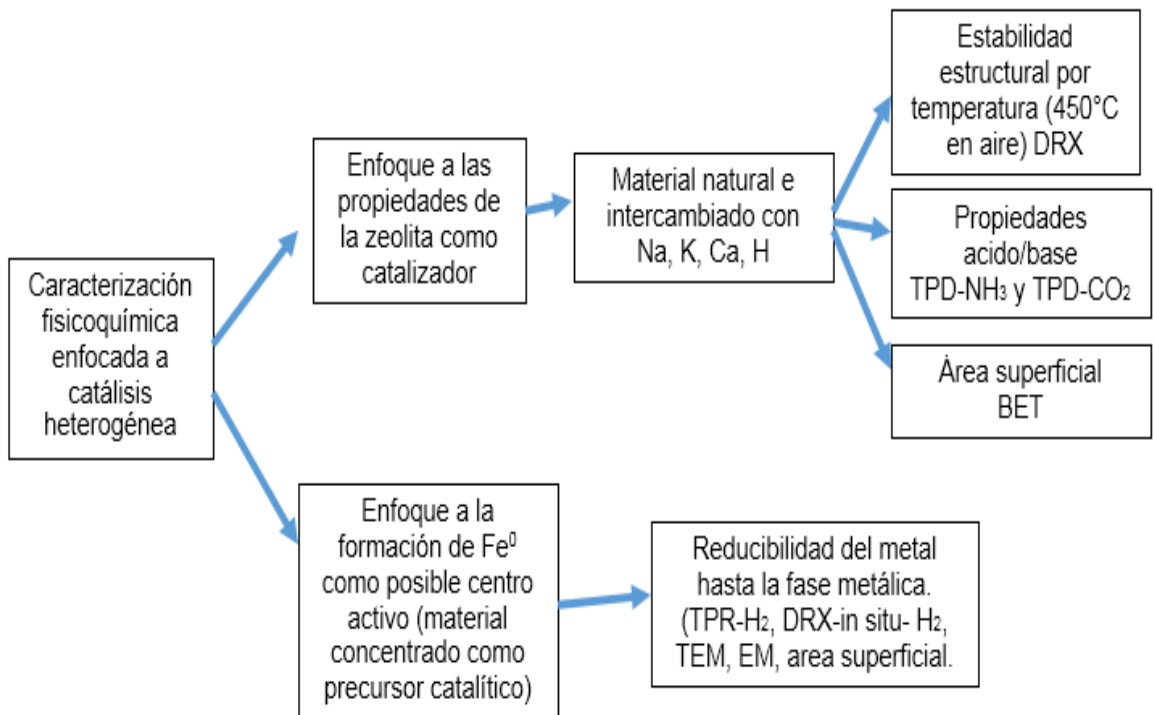 Caracterización
fisicoquímica
enfocada a
catálisis
heterogénea
Enfoque a las
propiedades de
la zeolita como
catalizador
Material natural e
intercambiado con
Na, K, Ca, H
Estabilidad
estructural por
temperatura (450°C
en aire) DRX
Propiedades
acido/base
TPD-NH₃ y TPD-CO₂
Área superficial
BET
Enfoque a la
formación de Fe⁰
como posible centro
activo (material
concentrado como
precursor catalítico)
Reducibilidad del metal
hasta la fase metálica.
(TPR-H₂, DRX-in situ- H₂,
TEM, EM, area superficial.